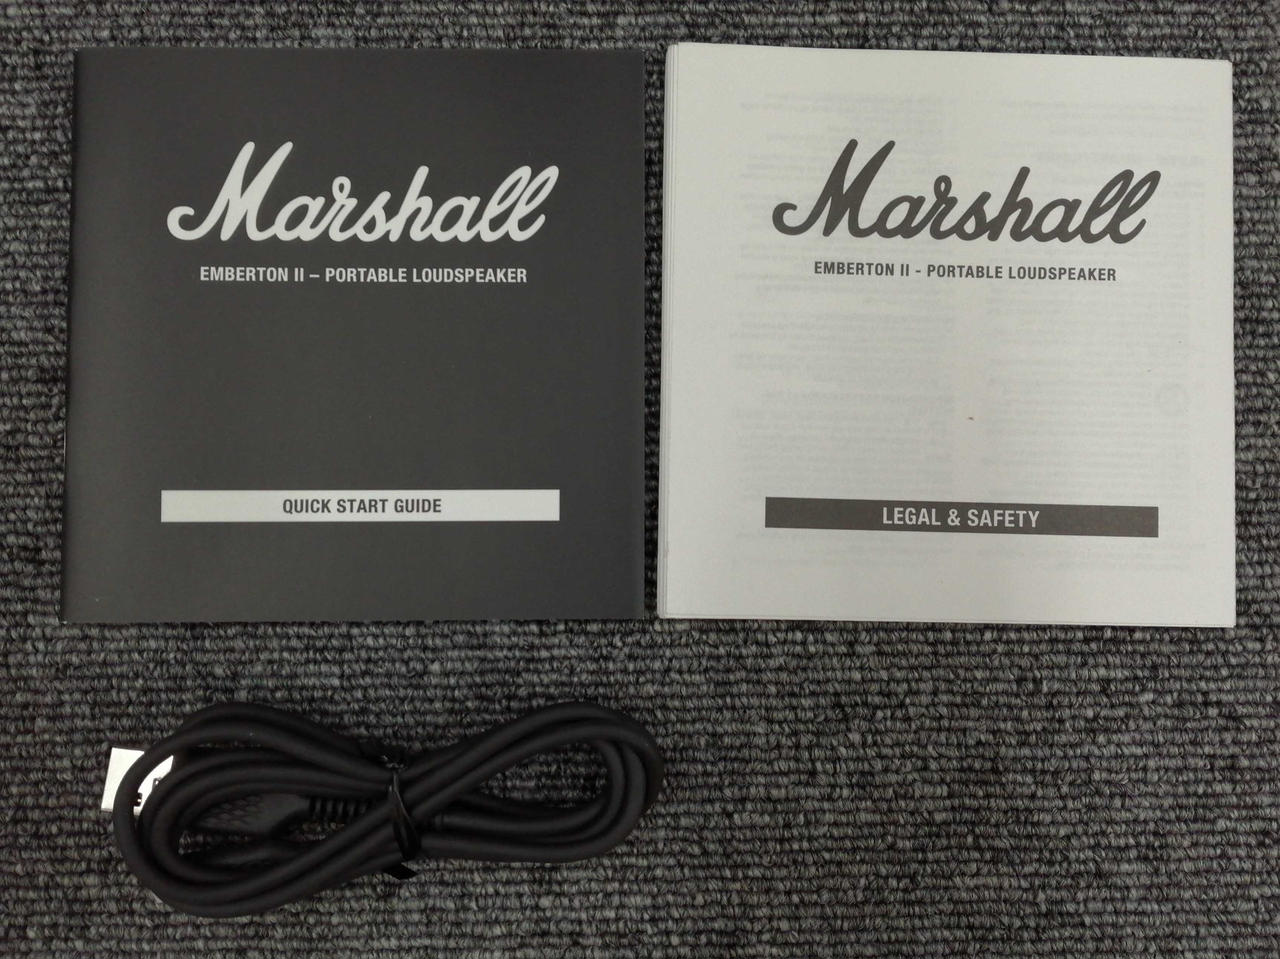 Marshall
EMBERTON II – PORTABLE LOUDSPEAKER
QUICK START GUIDE
Marshall
EMBERTON II - PORTABLE LOUDSPEAKER
LEGAL & SAFETY